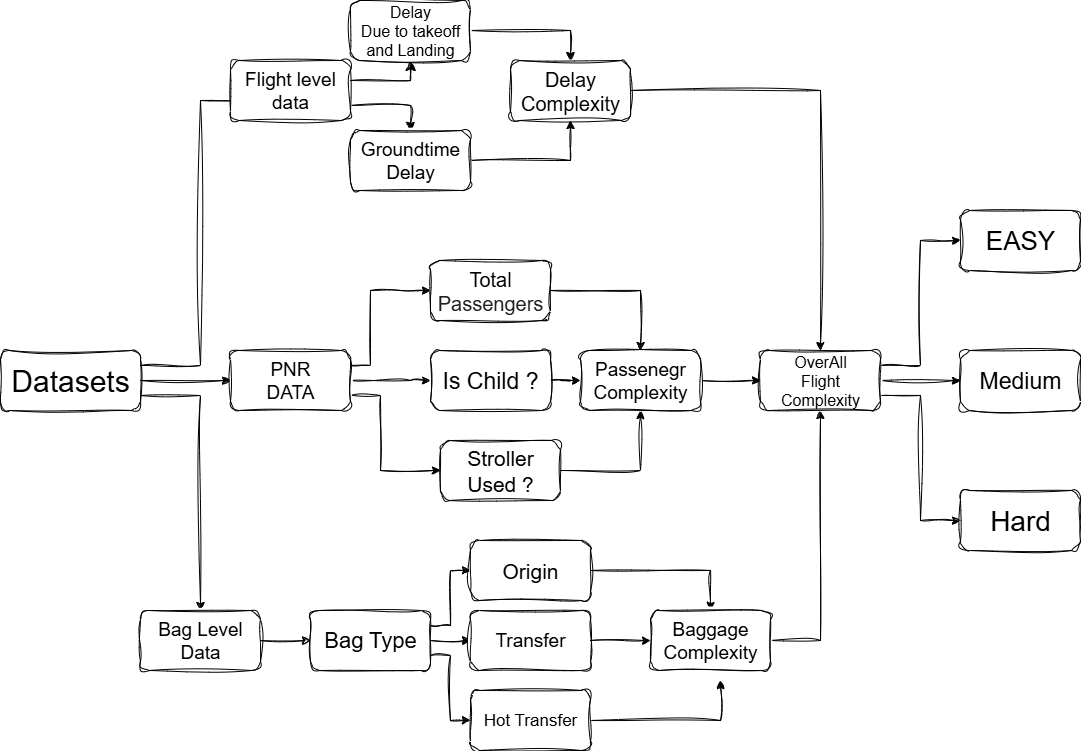 Delay
Due to takeoff
and Landing
Flight level
data
Delay
Complexity
Groundtime
Delay
EASY
Total
Passengers
Datasets
PNR
DATA
Is Child ?
Passenegr
Complexity
OverAll
Flight
Complexity
Medium
Stroller
Used ?
Hard
Origin
Bag Level
Data
Bag Type
Transfer
Baggage
Complexity
Hot Transfer